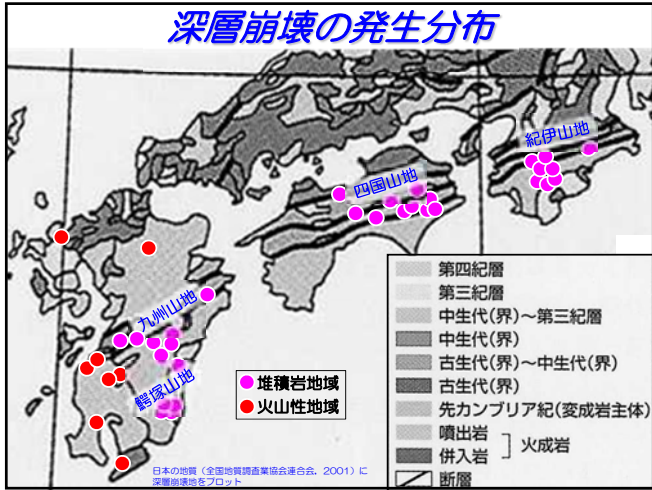 深層崩壊の発生分布
紀伊山地
四国山地
九州山地
鰐塚山地
堆積岩地域
火山性地域
第四紀層
第三紀層
中生代(界)～第三紀層
中生代(界)
古生代(界)～中生代(界)
古生代(界)
先カンブリア紀(変成岩主体)
噴出岩
併入岩
火成岩
断層
日本の地質（全国地質調査業協会連合会，2001）に
深層崩壊地をプロット